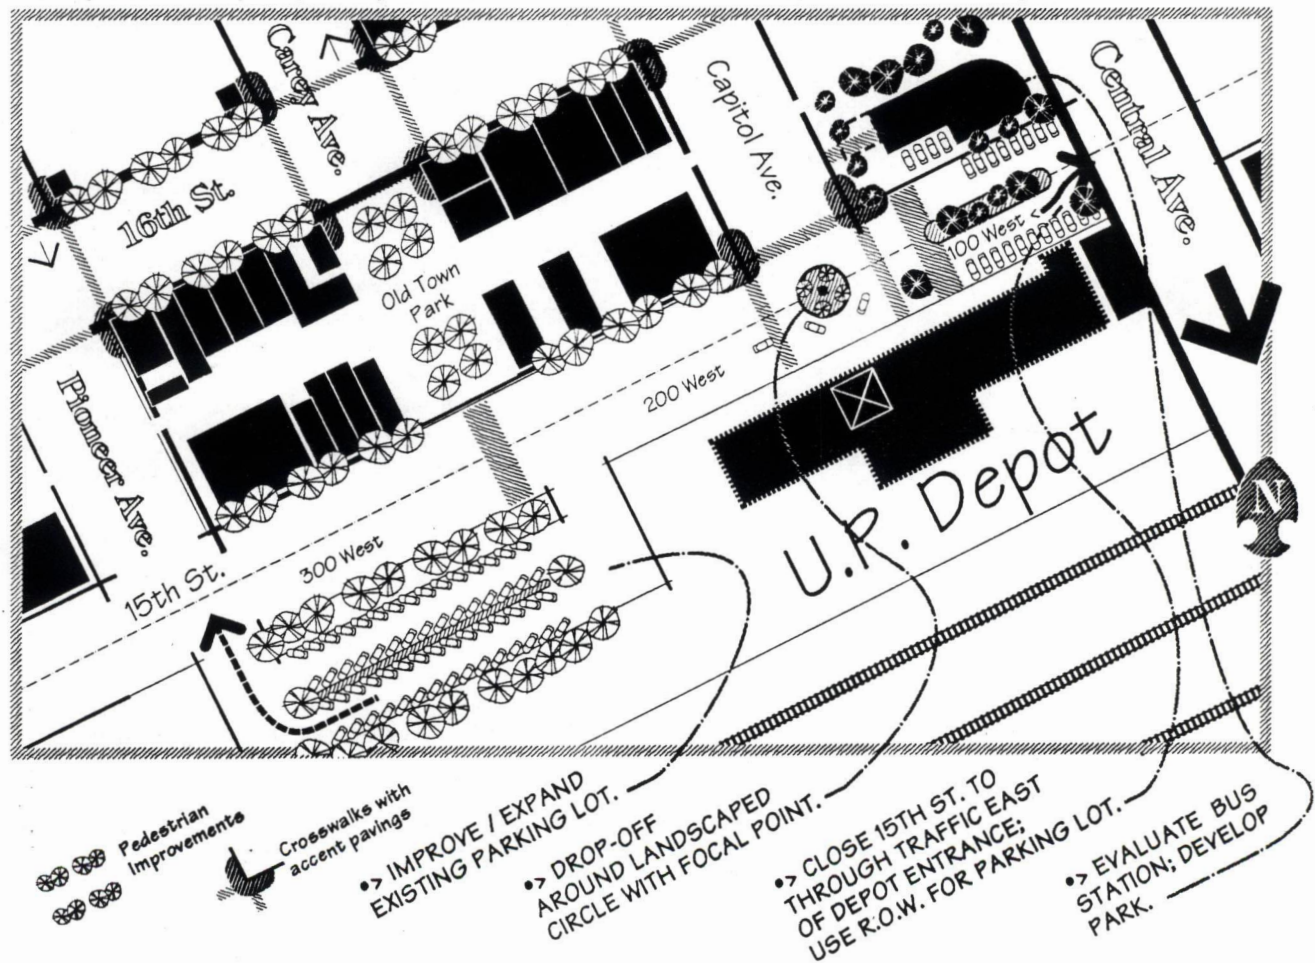 Carey Ave.
Capitol Ave.
Central Ave.
16th St.
Old Town
Park
100 West
200 West
Pioneer Ave.
15th St.
300 West
U.P. Depot
N
Pedestrian
Improvements
Crosswalks with
accent pavings
•> IMPROVE / EXPAND
EXISTING PARKING LOT.
•> DROP-OFF
AROUND LANDSCAPED
CIRCLE WITH FOCAL POINT.
•> CLOSE 15TH ST. TO
THROUGH TRAFFIC EAST
OF DEPOT ENTRANCE;
USE R.O.W. FOR PARKING LOT.
•> EVALUATE BUS
STATION; DEVELOP
PARK.